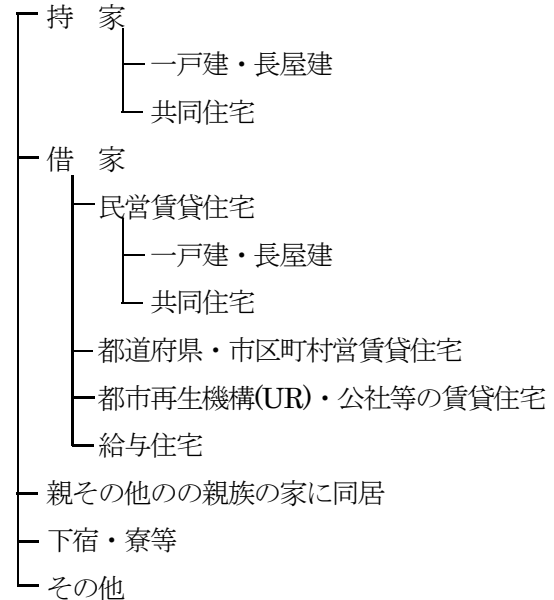 持　家
一戸建・長屋建
共同住宅
借　家
民営賃貸住宅
一戸建・長屋建
共同住宅
都道府県・市区町村営賃貸住宅
都市再生機構(UR)・公社等の賃貸住宅
給与住宅
親その他のの親族の家に同居
下宿・寮等
その他